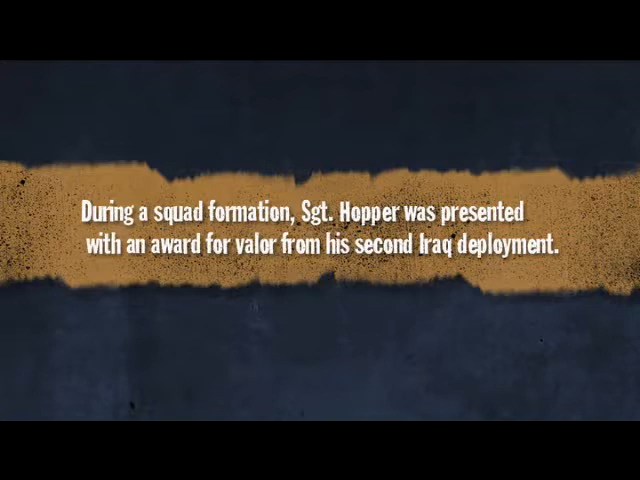 During a squad formation, Sgt. Hopper was presented
with an award for valor from his second Iraq deployment.